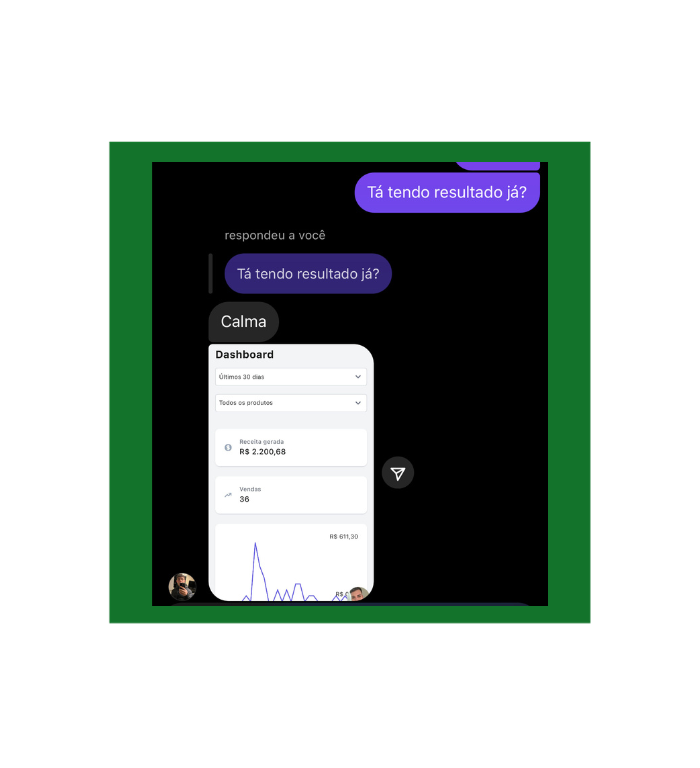 Tá tendo resultado já?
respondeu a você
Tá tendo resultado já?
Calma
Dashboard
Últimos 30 dias
Todos os produtos
Receita gerada
R$ 2.200,68
Vendas
36
R$ 611,30
R$